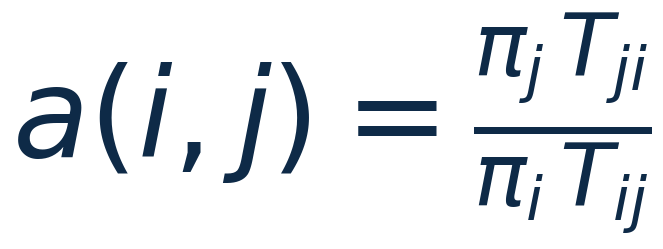 a(i, j) = π_j T_ji / π_i T_ij